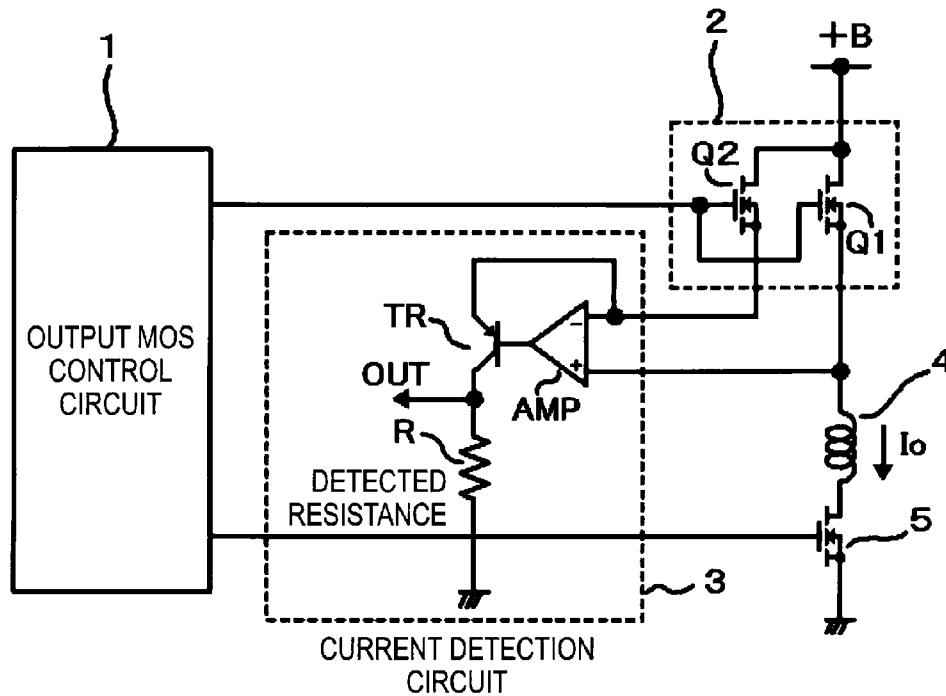 1
2
+B
Q2
Q1
OUTPUT MOS
CONTROL
CIRCUIT
TR
-
+
OUT
AMP
4
R
Io
DETECTED
RESISTANCE
5
3
CURRENT DETECTION
CIRCUIT